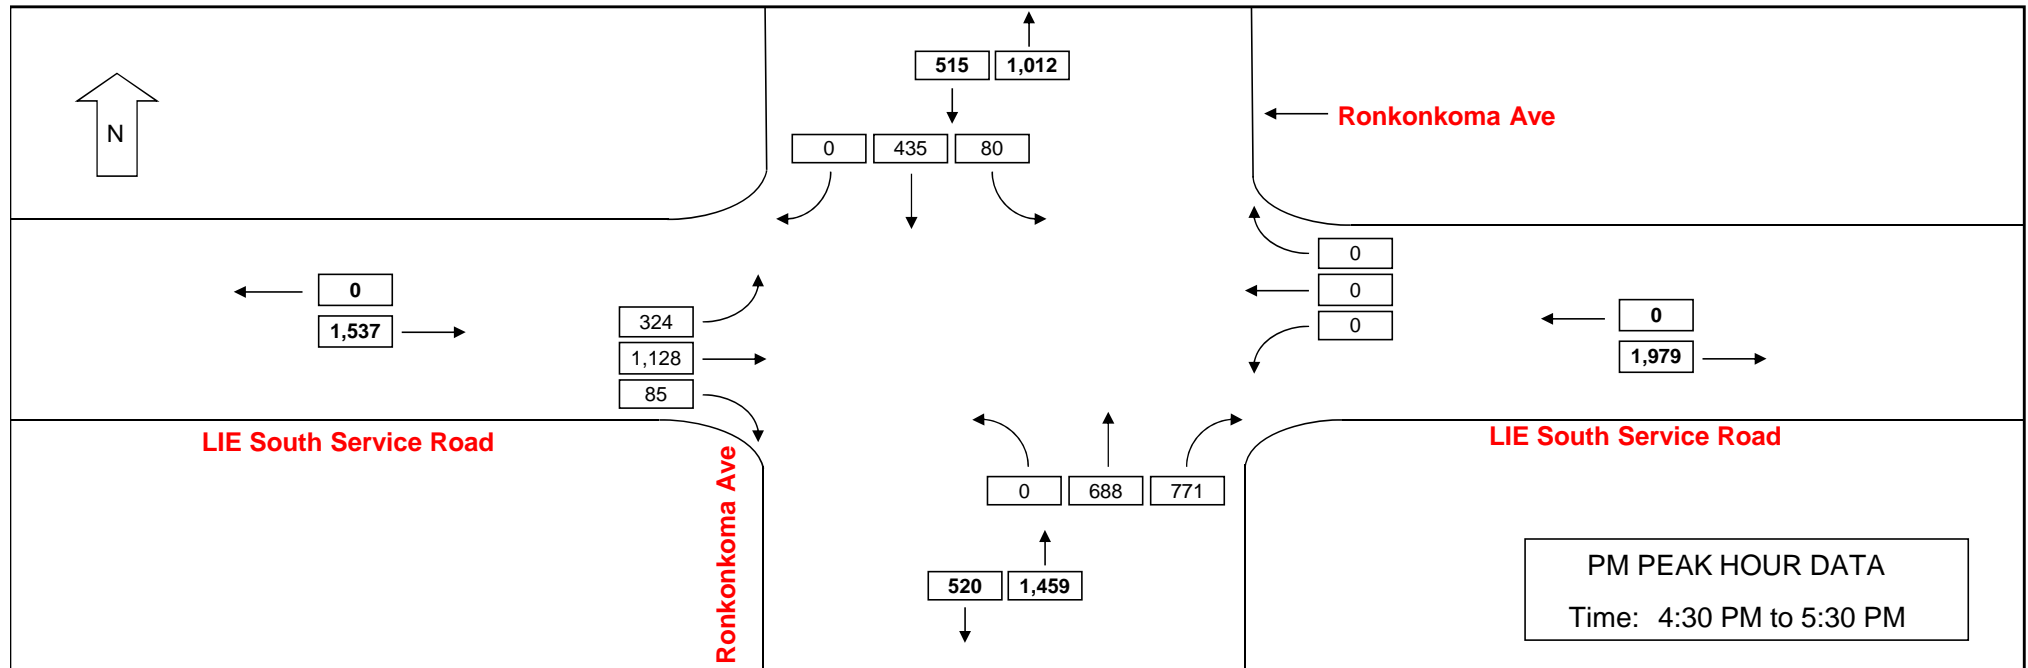 515 1,012
Ronkonkoma Ave
N
0 435 80
0
0
0
0
1,537
324
1,128
85
0
1,979
LIE South Service Road
LIE South Service Road
Ronkonkoma Ave
0 688 771
520 1,459
PM PEAK HOUR DATA
Time: 4:30 PM to 5:30 PM